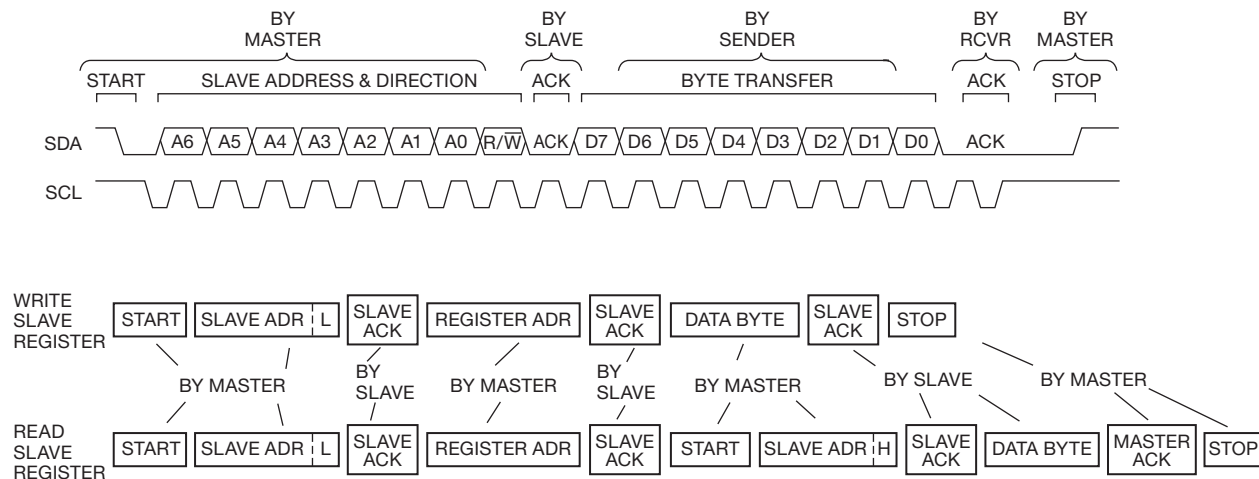 BY MASTER
BY SLAVE
BY SENDER
BY RCVR
BY MASTER
START
SLAVE ADDRESS & DIRECTION
ACK
BYTE TRANSFER
ACK
STOP
SDA
A6 A5 A4 A3 A2 A1 A0 R/W̅ ACK D7 D6 D5 D4 D3 D2 D1 D0 ACK
SCL
WRITE SLAVE REGISTER
START
SLAVE ADR L
SLAVE ACK
REGISTER ADR
SLAVE ACK
DATA BYTE
SLAVE ACK
STOP
BY MASTER
BY SLAVE
BY MASTER
BY SLAVE
BY MASTER
BY SLAVE
BY MASTER
READ SLAVE REGISTER
START
SLAVE ADR L
SLAVE ACK
REGISTER ADR
SLAVE ACK
START
SLAVE ADR H
SLAVE ACK
DATA BYTE
MASTER ACK
STOP